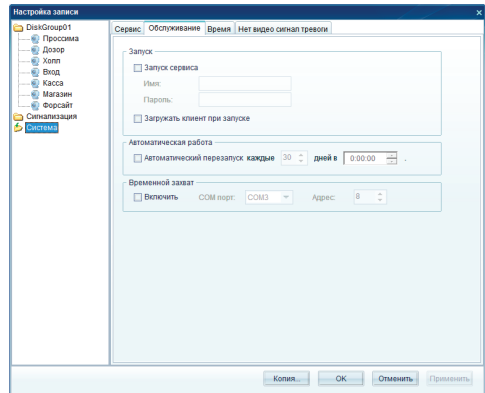 Настройка записи
DiskGroup01
Проссима
Дозор
Хопп
Вход
Касса
Магазин
Форсайт
Сигнализация
Система
Сервис Обслуживание Время Нет видео сигнал тревоги
Запуск
Запуск сервиса
Имя:
Пароль:
Загружать клиент при запуске
Автоматическая работа
Автоматический перезапуск каждые 30 дней в 0:00:00 .
Временной захват
Включить COM порт: COM3 Адрес: 8
Копия... OK Отменить Применить